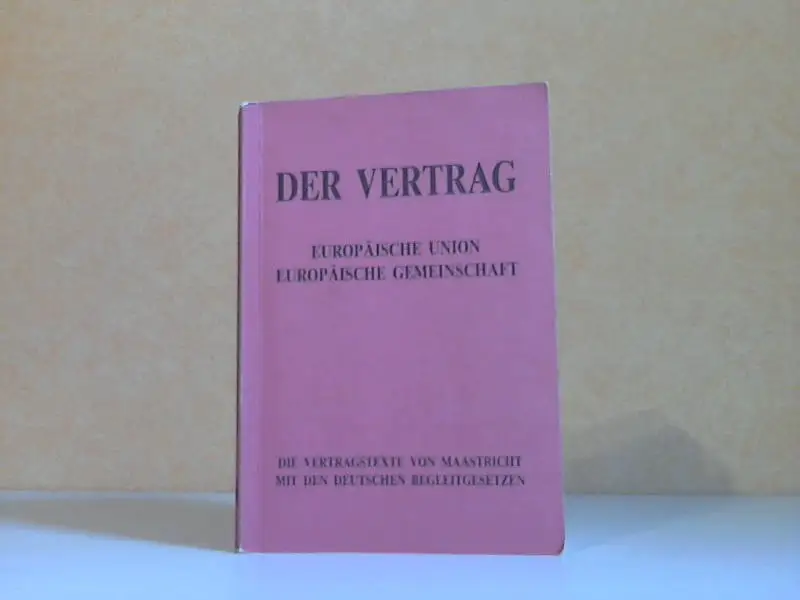 DER VERTRAG
EUROPÄISCHE UNION
EUROPÄISCHE GEMEINSCHAFT
DIE VERTRAGSTEXTE VON MAASTRICHT
MIT DEN DEUTSCHEN BEGLEITGESETZEN